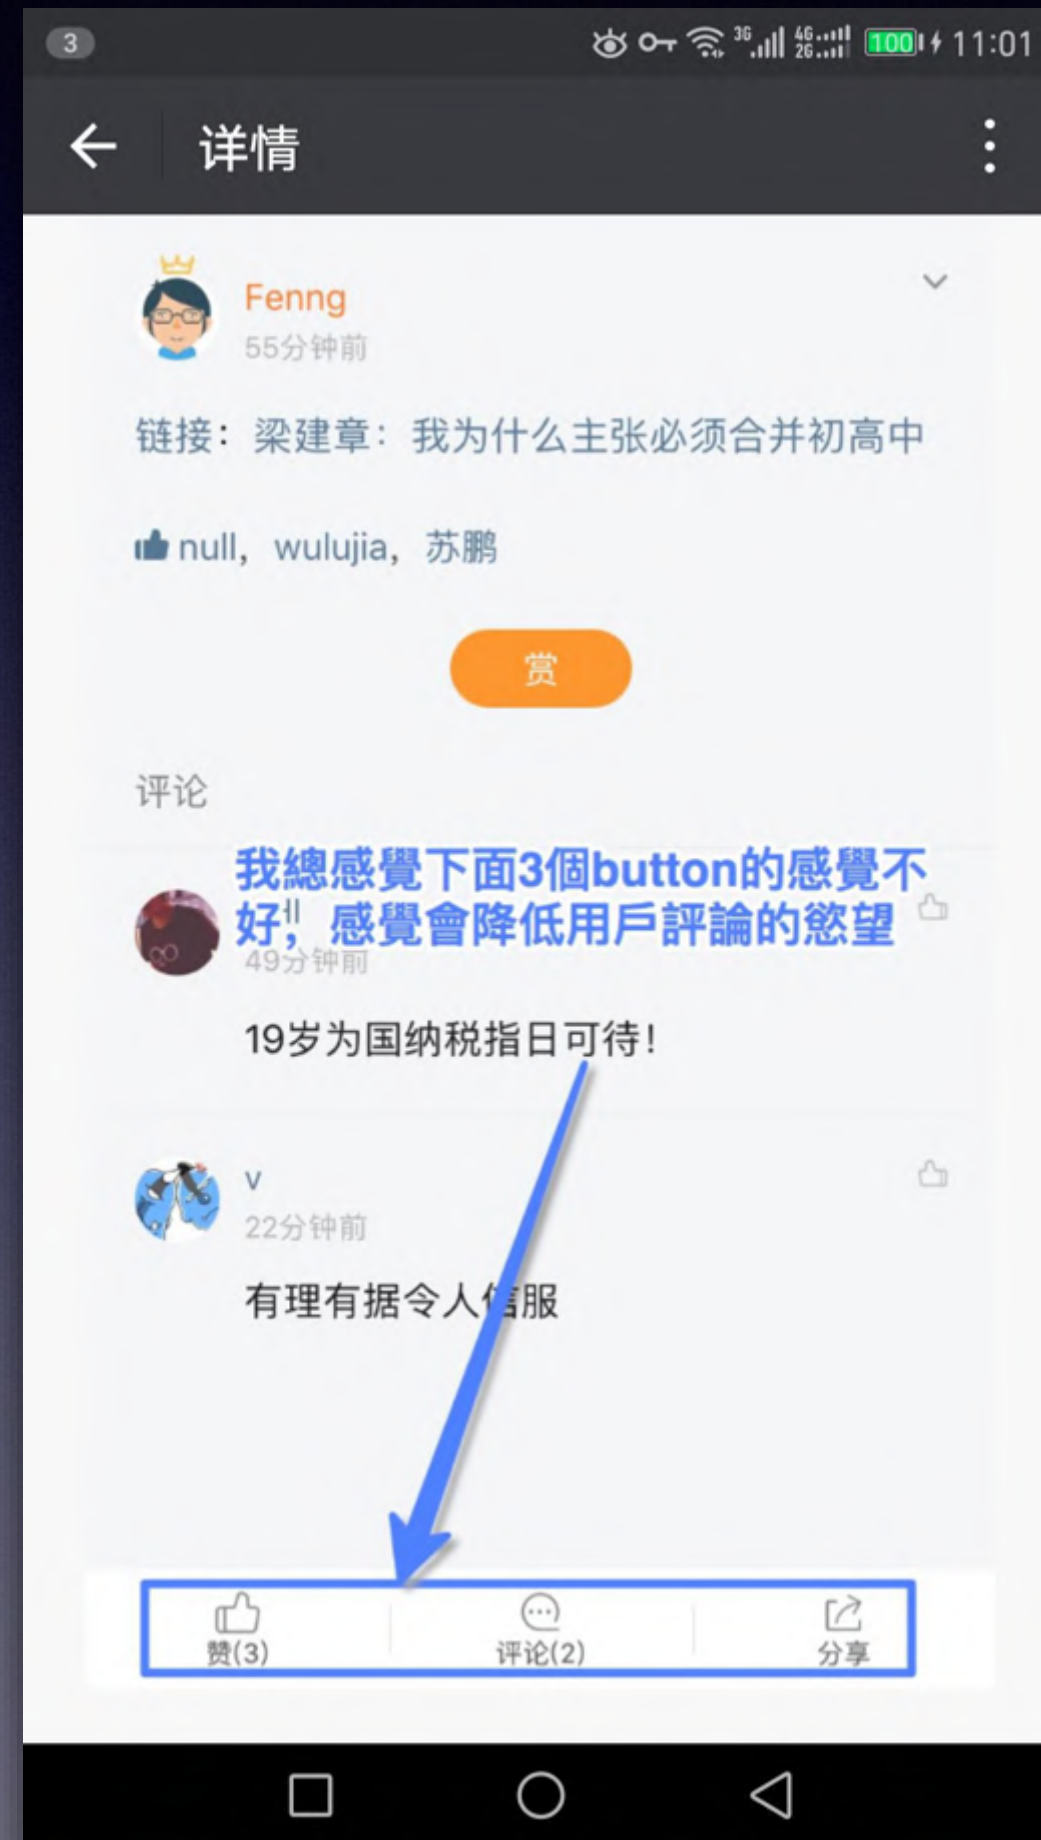 3
3G 4G 2G 100 11:01
详情
Fenng
55分钟前
链接：梁建章：我为什么主张必须合并初高中
null，wulujia，苏鹏
赏
评论
我總感覺下面3個button的感覺不
好，感覺會降低用戶評論的慾望
49分钟前
19岁为国纳税指日可待！
v
22分钟前
有理有据令人信服
赞(3) 评论(2) 分享